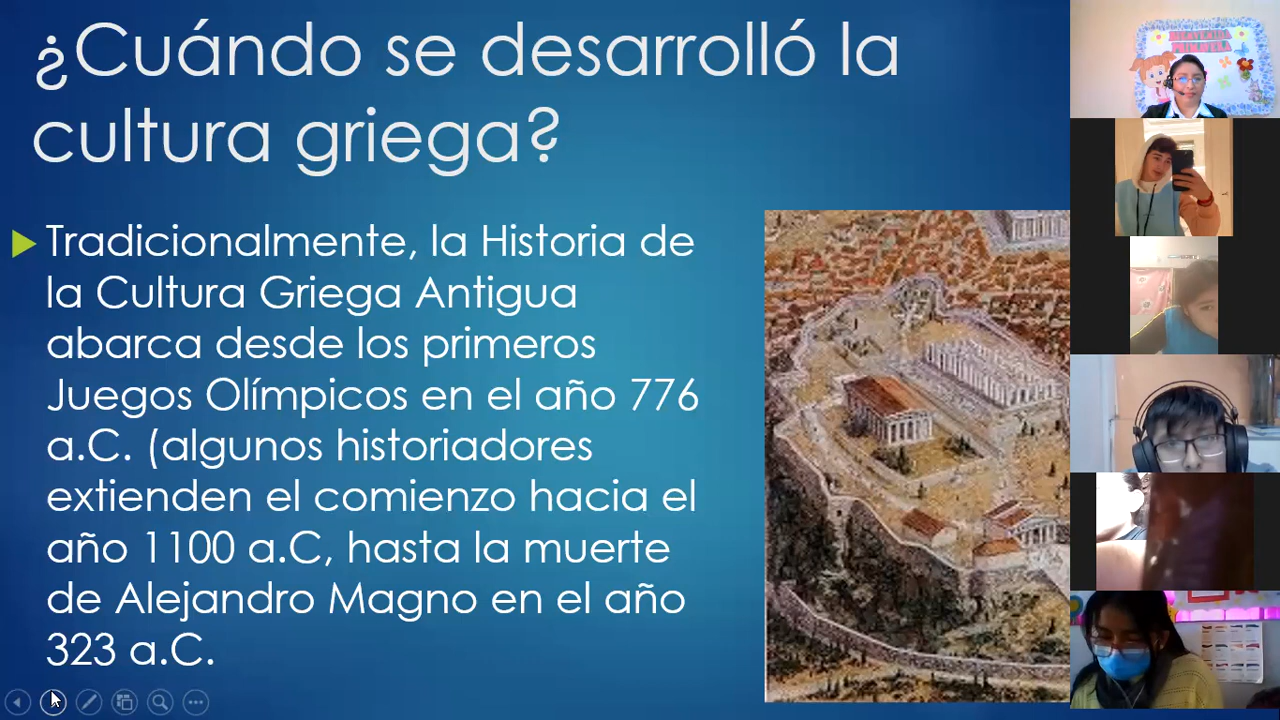 ¿Cuándo se desarrolló la
cultura griega?
Tradicionalmente, la Historia de
la Cultura Griega Antigua
abarca desde los primeros
Juegos Olímpicos en el año 776
a.C. (algunos historiadores
extienden el comienzo hacia el
año 1100 a.C, hasta la muerte
de Alejandro Magno en el año
323 a.C.